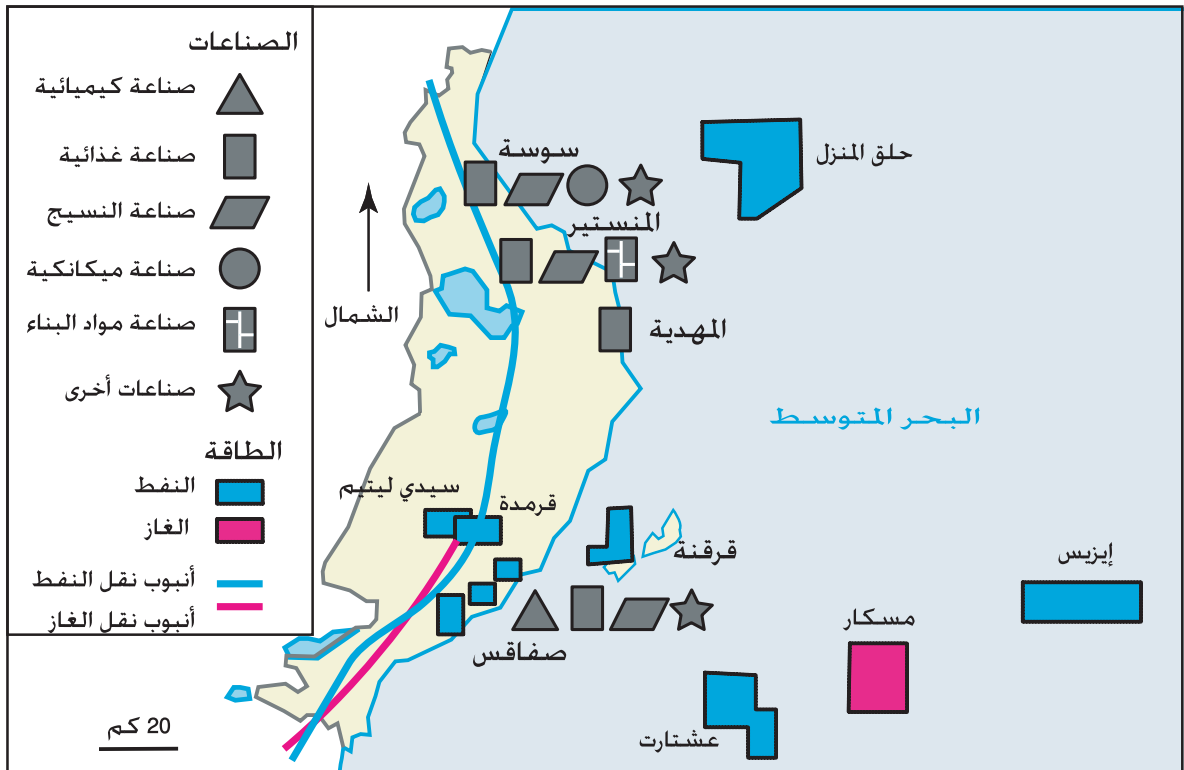 الصناعات
صناعة كيميائية
صناعة غذائية
صناعة النسيج
صناعة ميكانكية
صناعة مواد البناء
صناعات أخرى
الطاقة
النفط
الغاز
أنبوب نقل النفط
أنبوب نقل الغاز
20 كم
الشمال
سوسة
حلق المنزل
المنستير
المهدية
البحر المتوسط
سيدي ليتيم
قرمدة
قرقنة
إيزيس
مسكار
صفاقس
عشتارت